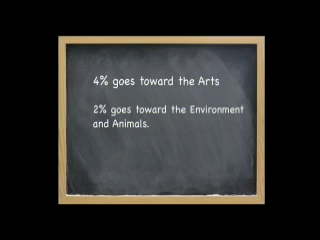 4% goes toward the Arts
2% goes toward the Environment
and Animals.